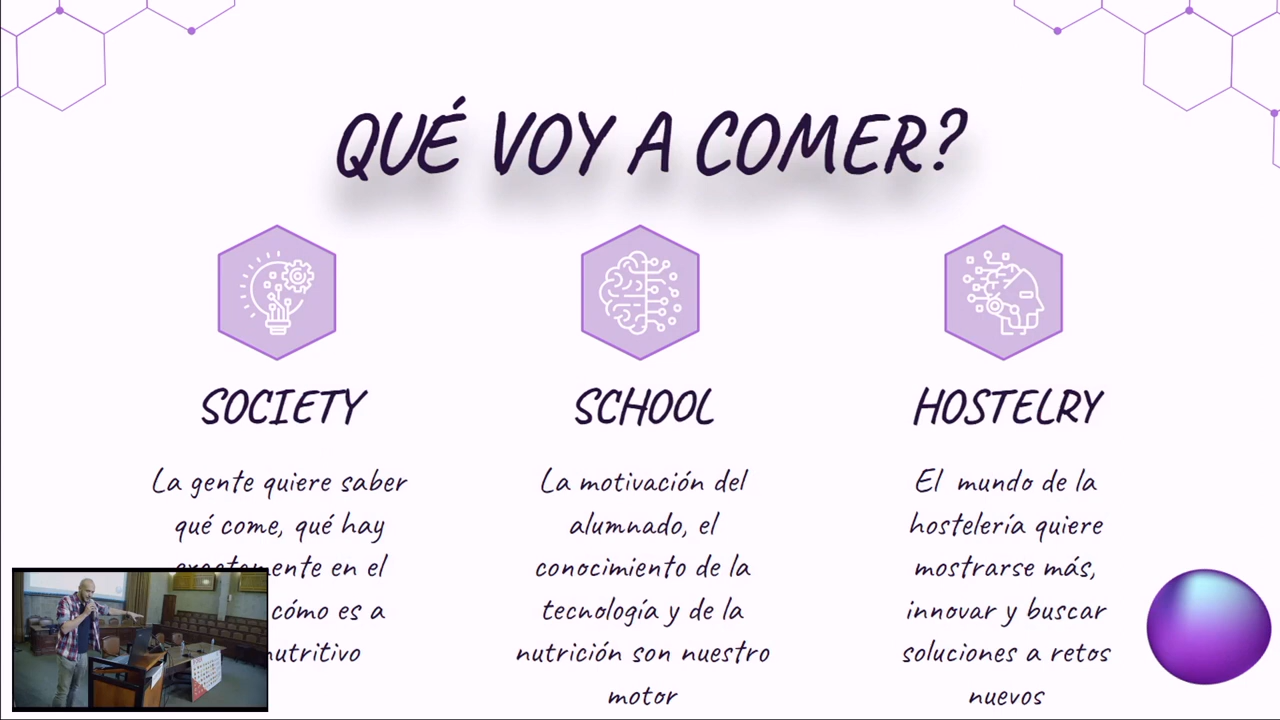 QUÉ VOY A COMER?
SOCIETY
La gente quiere saber
qué come, qué hay
exactamente en el
cómo es a
nutritivo
SCHOOL
La motivación del
alumnado, el
conocimiento de la
tecnología y de la
nutrición son nuestro
motor
HOSTELRY
El mundo de la
hostelería quiere
mostrarse más,
innovar y buscar
soluciones a retos
nuevos